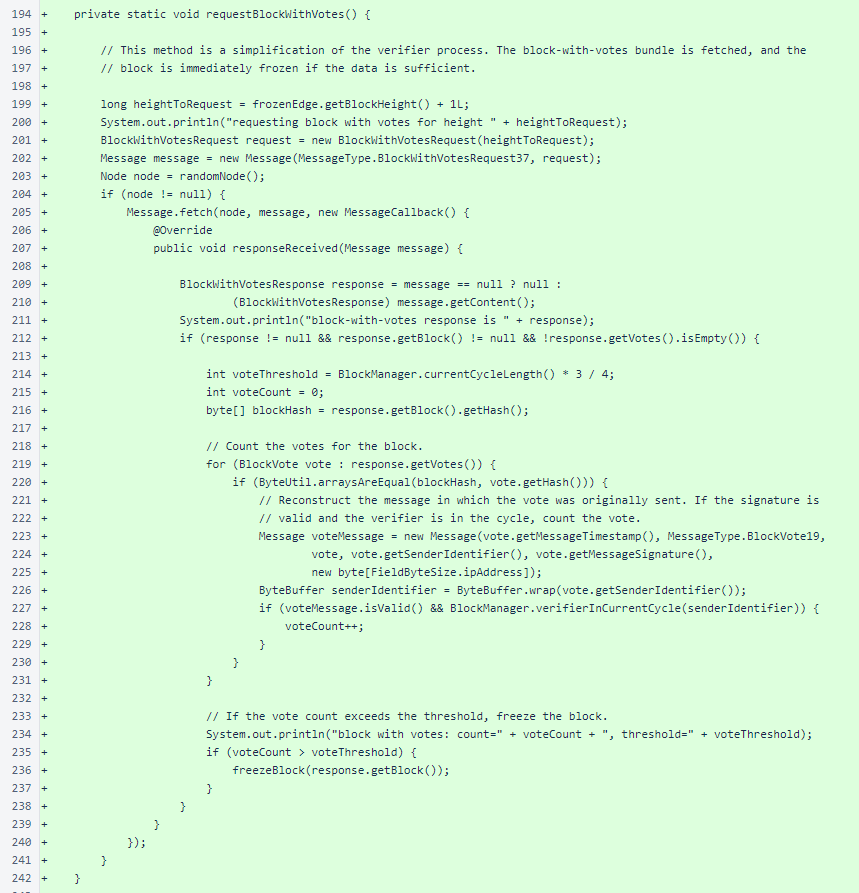 194 +     private static void requestBlockWithVotes() {
195 +
196 +         // This method is a simplification of the verifier process. The block-with-votes bundle is fetched, and the
197 +         // block is immediately frozen if the data is sufficient.
198 +
199 +         long heightToRequest = frozenEdge.getBlockHeight() + 1L;
200 +         System.out.println("requesting block with votes for height " + heightToRequest);
201 +         BlockWithVotesRequest request = new BlockWithVotesRequest(heightToRequest);
202 +         Message message = new Message(MessageType.BlockWithVotesRequest37, request);
203 +         Node node = randomNode();
204 +         if (node != null) {
205 +             Message.fetch(node, message, new MessageCallback() {
206 +                 @Override
207 +                 public void responseReceived(Message message) {
208 +
209 +                     BlockWithVotesResponse response = message == null ? null :
210 +                             (BlockWithVotesResponse) message.getContent();
211 +                     System.out.println("block-with-votes response is " + response);
212 +                     if (response != null && response.getBlock() != null && !response.getVotes().isEmpty()) {
213 +
214 +                         int voteThreshold = BlockManager.currentCycleLength() * 3 / 4;
215 +                         int voteCount = 0;
216 +                         byte[] blockHash = response.getBlock().getHash();
217 +
218 +                         // Count the votes for the block.
219 +                         for (BlockVote vote : response.getVotes()) {
220 +                             if (ByteUtil.arraysAreEqual(blockHash, vote.getHash())) {
221 +                                 // Reconstruct the message in which the vote was originally sent. If the signature is
222 +                                 // valid and the verifier is in the cycle, count the vote.
223 +                                 Message voteMessage = new Message(vote.getMessageTimestamp(), MessageType.BlockVote19,
224 +                                         vote, vote.getSenderIdentifier(), vote.getMessageSignature(),
225 +                                         new byte[FieldByteSize.ipAddress]);
226 +                                 ByteBuffer senderIdentifier = ByteBuffer.wrap(vote.getSenderIdentifier());
227 +                                 if (voteMessage.isValid() && BlockManager.verifierInCurrentCycle(senderIdentifier)) {
228 +                                     voteCount++;
229 +                                 }
230 +                             }
231 +                         }
232 +
233 +                         // If the vote count exceeds the threshold, freeze the block.
234 +                         System.out.println("block with votes: count=" + voteCount + ", threshold=" + voteThreshold);
235 +                         if (voteCount > voteThreshold) {
236 +                             freezeBlock(response.getBlock());
237 +                         }
238 +                     }
239 +                 }
240 +             });
241 +         }
242 +     }